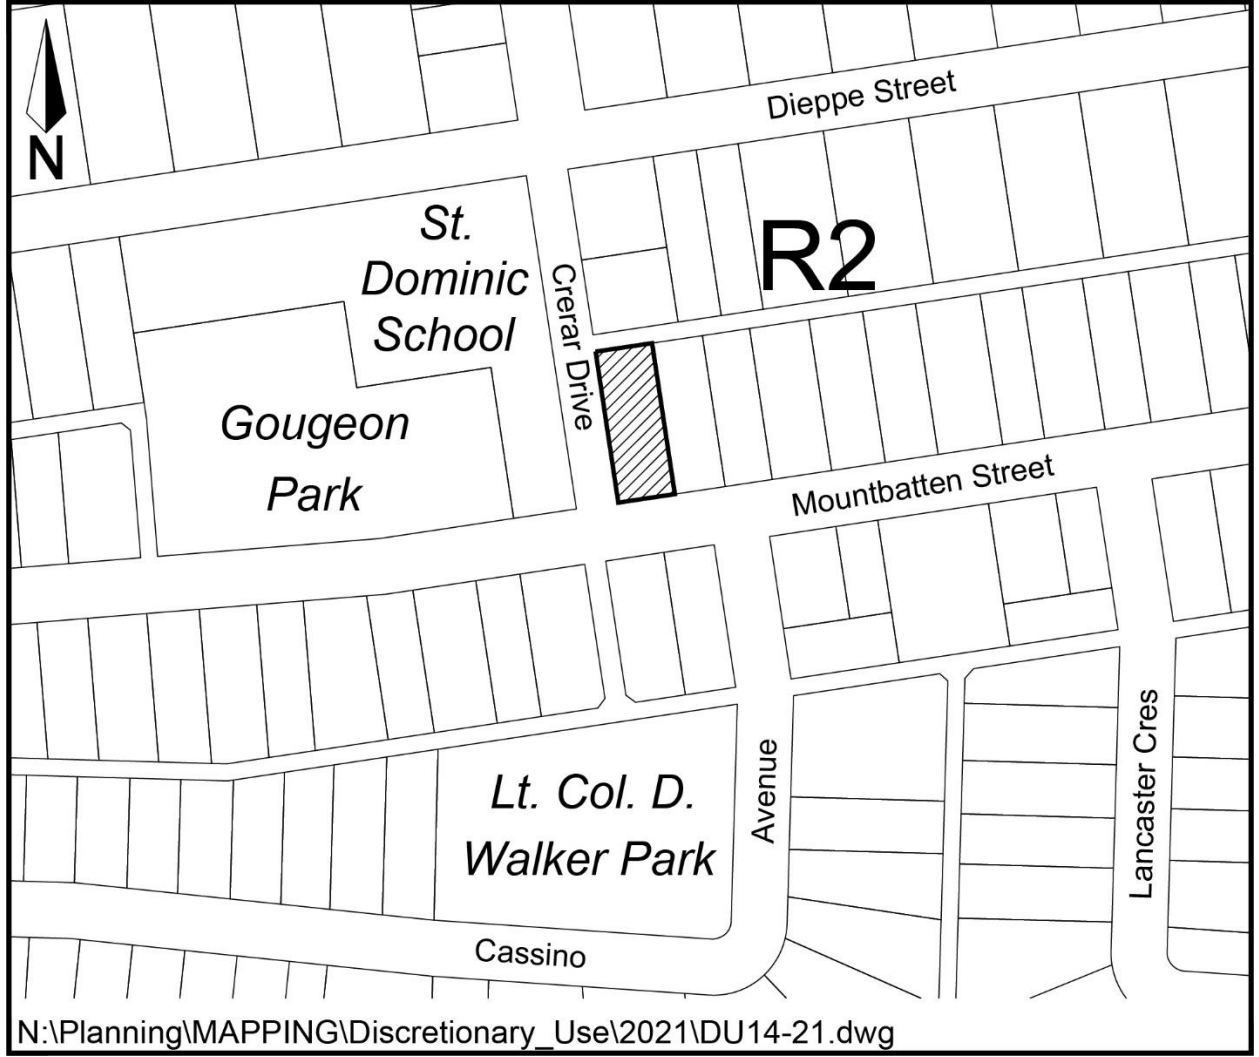 Dieppe Street
N
St.
Dominic
School
R2
Crerar Drive
Gougeon
Park
Mountbatten Street
Lt. Col. D.
Walker Park
Avenue
Lancaster Cres
Cassino
N:\Planning\MAPPING\Discretionary_Use\2021\DU14-21.dwg